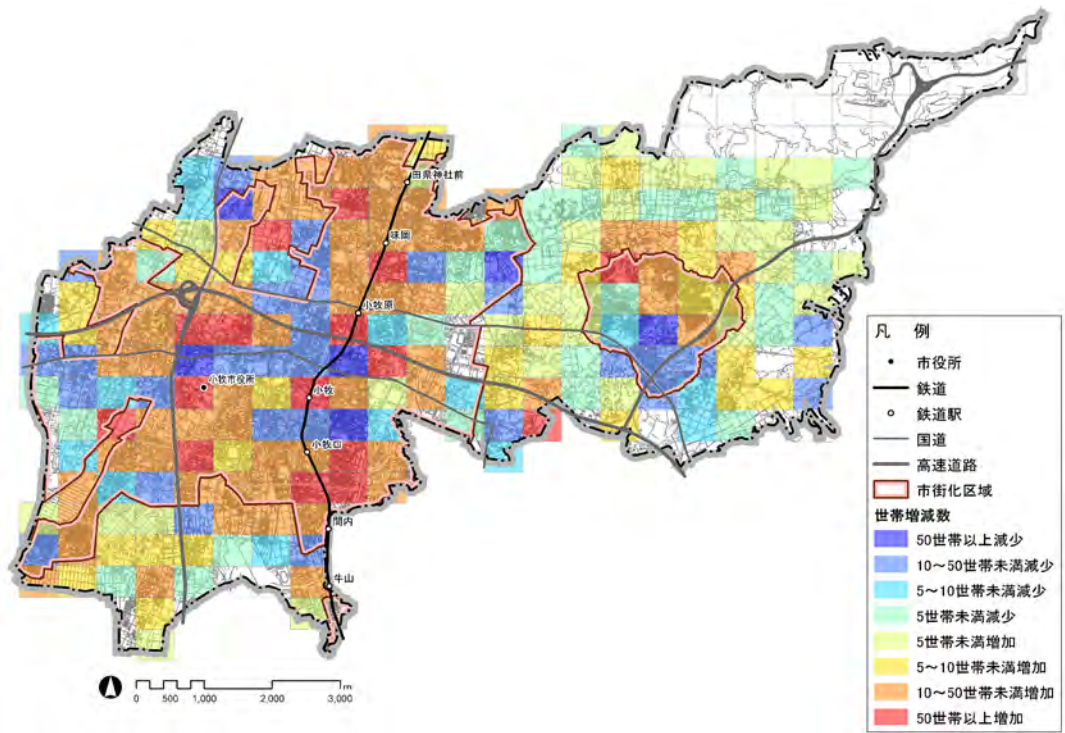 田県神社前
味岡
小牧原
小牧市役所
小牧
小牧口
間内
牛山
凡 例
市役所
鉄道
鉄道駅
国道
高速道路
市街化区域
世帯増減数
50世帯以上減少
10～50世帯未満減少
5～10世帯未満減少
5世帯未満減少
5世帯未満増加
5～10世帯未満増加
10～50世帯未満増加
50世帯以上増加
0 500 1,000 2,000 3,000 m